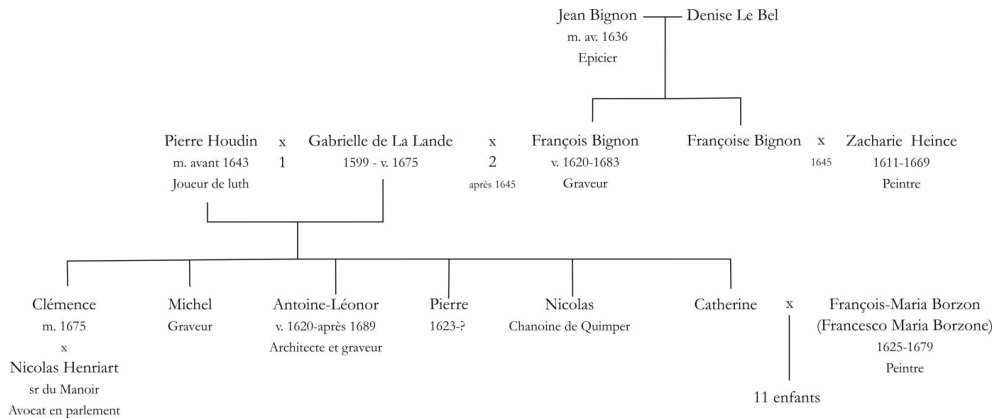 Jean Bignon Denise Le Bel
m. av. 1636
Epicier
Pierre Houdin x Gabrielle de La Lande x François Bignon Françoise Bignon x Zacharie Heince
m. avant 1643 1 1599 - v. 1675 2 v. 1620-1683 1645 1611-1669
Joueur de luth après 1645 Graveur Peintre
Clémence Michel Antoine-Léonor Pierre Nicolas Catherine x François-Maria Borzon
m. 1675 Graveur v. 1620-après 1689 1623-? Chanoine de Quimper (Francesco Maria Borzone)
x Architecte et graveur 1625-1679
Nicolas Henriart Peintre
sr du Manoir
Avocat en parlement 11 enfants